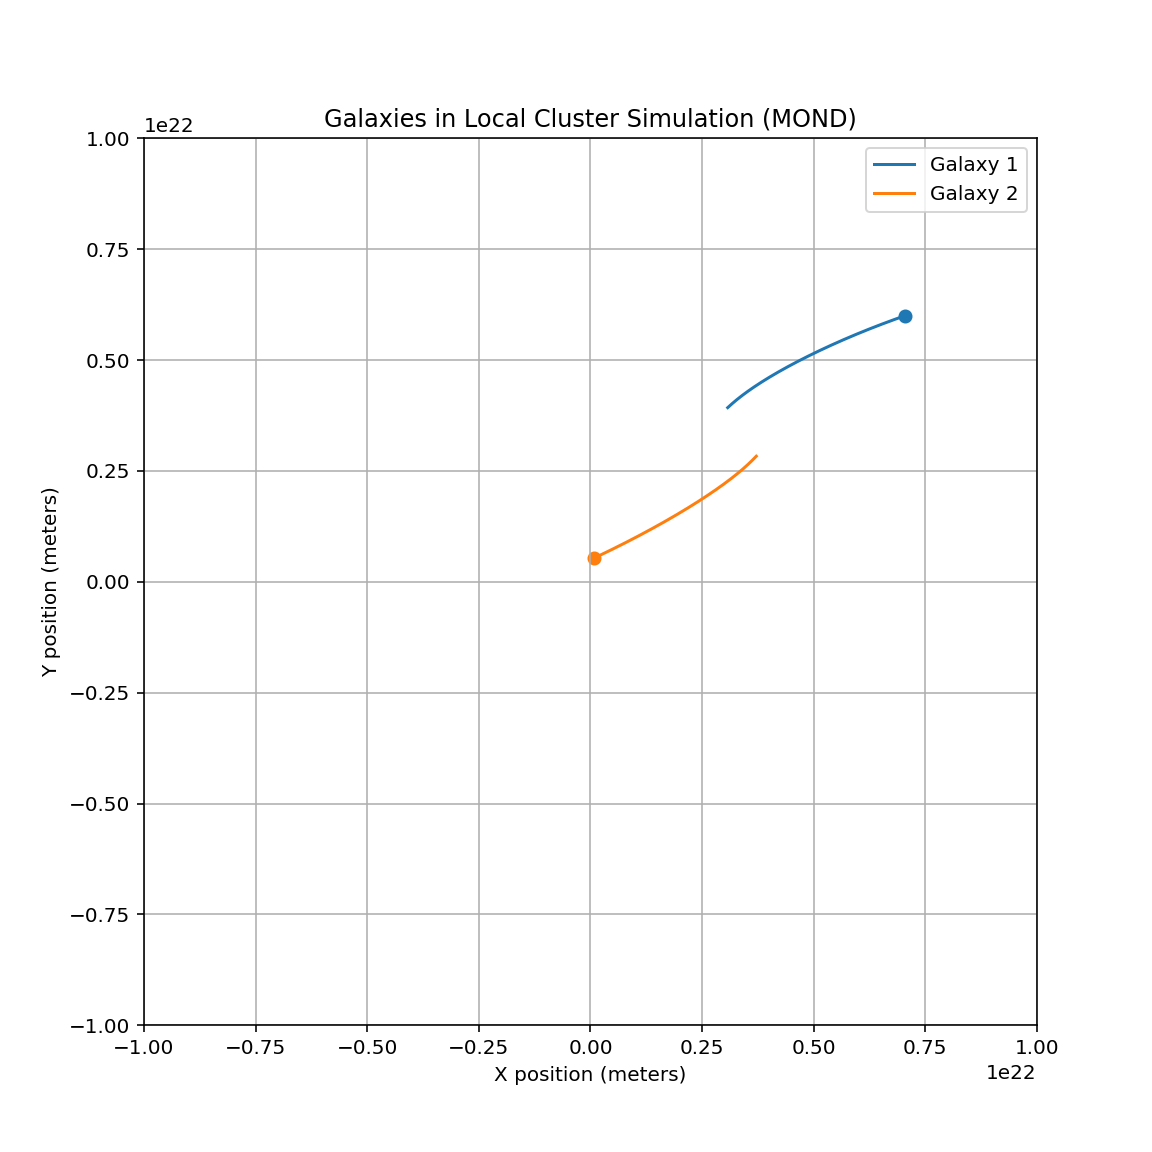 Galaxies in Local Cluster Simulation (MOND)
1e22
1.00
0.75
0.50
0.25
0.00
−0.25
−0.50
−0.75
−1.00
Y position (meters)
Galaxy 1
Galaxy 2
−1.00 −0.75 −0.50 −0.25 0.00 0.25 0.50 0.75 1.00
X position (meters)
1e22